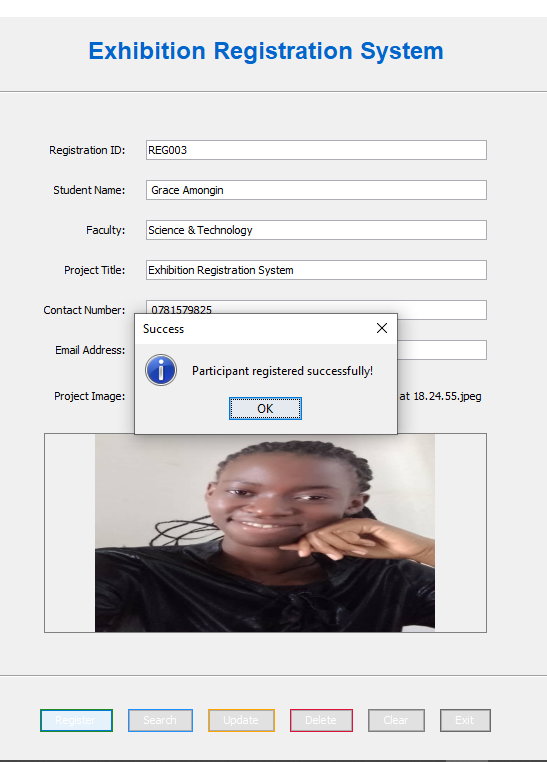 Exhibition Registration System
Registration ID: REG003
Student Name: Grace Amongin
Faculty: Science & Technology
Project Title: Exhibition Registration System
Contact Number: 0781579825
Success
Email Address:
Participant registered successfully!
Project Image: at 18.24.55.jpeg
OK
Register Search Update Delete Clear Exit